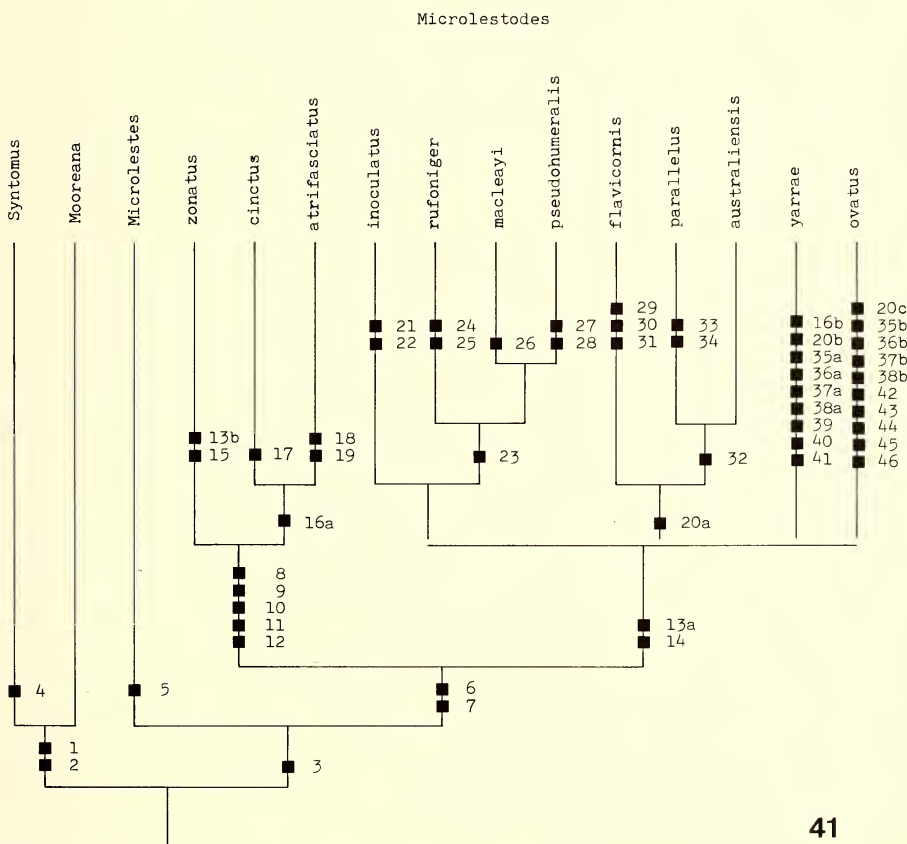 Microlestodes
Syntomus
Mooreana
Microlestes
zonatus
cinctus
atrifasciatus
inoculatus
rufoniger
macleayi
pseudohumeralis
flavicornis
parallelus
australiensis
yarrae
ovatus
29
20c
21 24 27 30 33 16b 35b
22 25 26 28 31 34 20b 36b
35a 37b
36a 38b
37a 42
38a 43
13b 18 39 44
15 17 19 23 32 40 45
41 46
16a 20a
8
9
10
11 13a
12 14
4 5 6
7
1
2 3
41